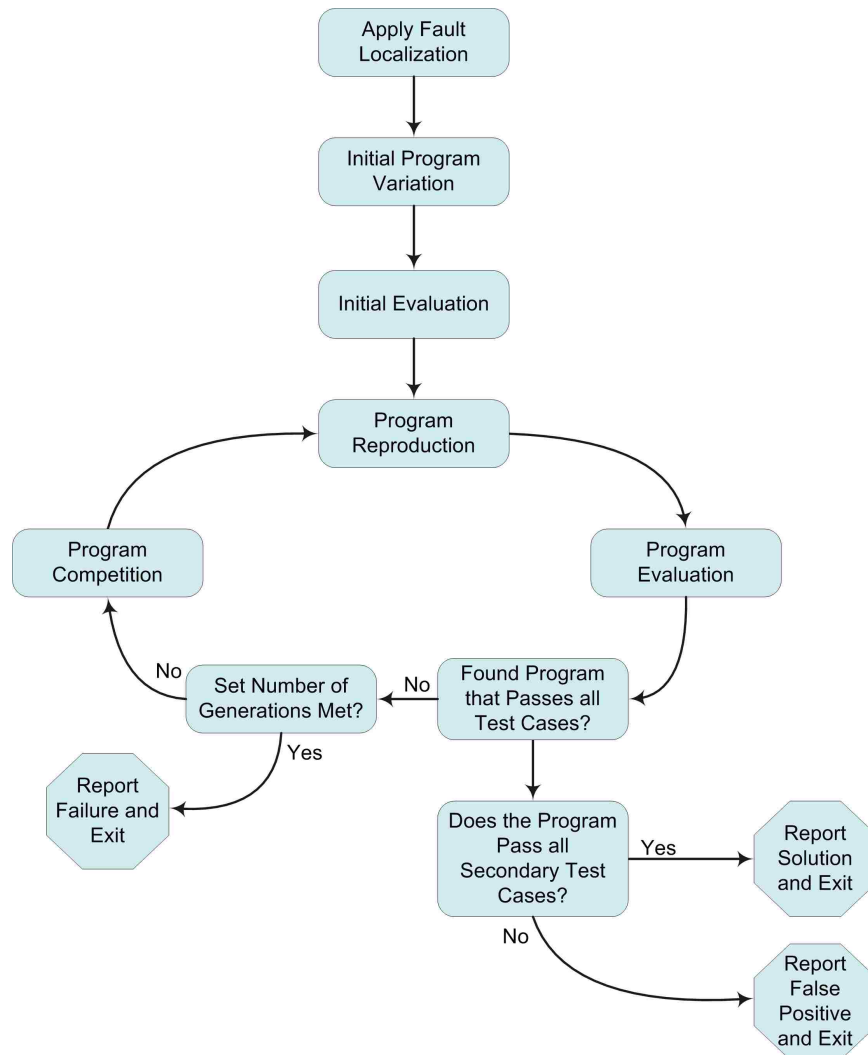 Apply Fault
Localization
Initial Program
Variation
Initial Evaluation
Program
Reproduction
Program
Competition
Program
Evaluation
No
Set Number of
Generations Met?
No
Found Program
that Passes all
Test Cases?
Yes
Report
Failure and
Exit
Does the Program
Pass all
Secondary Test
Cases?
Yes
Report
Solution
and Exit
No
Report
False
Positive
and Exit